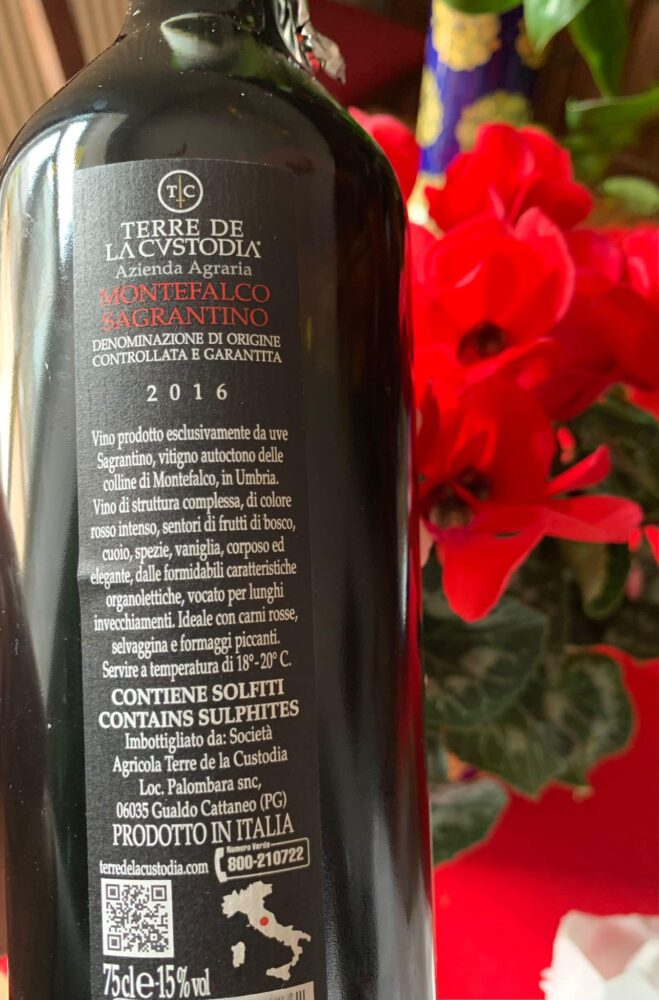 TC
TERRE DE
LA CVSTODIA
Azienda Agraria
MONTEFALCO
SAGRANTINO
DENOMINAZIONE DI ORIGINE
CONTROLLATA E GARANTITA
2016
Vino prodotto esclusivamente da uve
Sagrantino, vitigno autoctono delle
colline di Montefalco, in Umbria.
Vino di struttura complessa, di colore
rosso intenso, sentori di frutti di bosco,
cuoio, spezie, vaniglia, corposo ed
elegante, dalle formidabili caratteristiche
organolettiche, vocato per lunghi
invecchiamenti. Ideale con carni rosse,
selvaggina e formaggi piccanti.
Servire a temperatura di 18°-20° C.
CONTIENE SOLFITI
CONTAINS SULPHITES
Imbottigliato da: Società
Agricola Terre de la Custodia
Loc. Palombara snc,
06035 Gualdo Cattaneo (PG)
PRODOTTO IN ITALIA
Numero Verde
terredelacustodia.com 800-210722
75cl e-15% vol